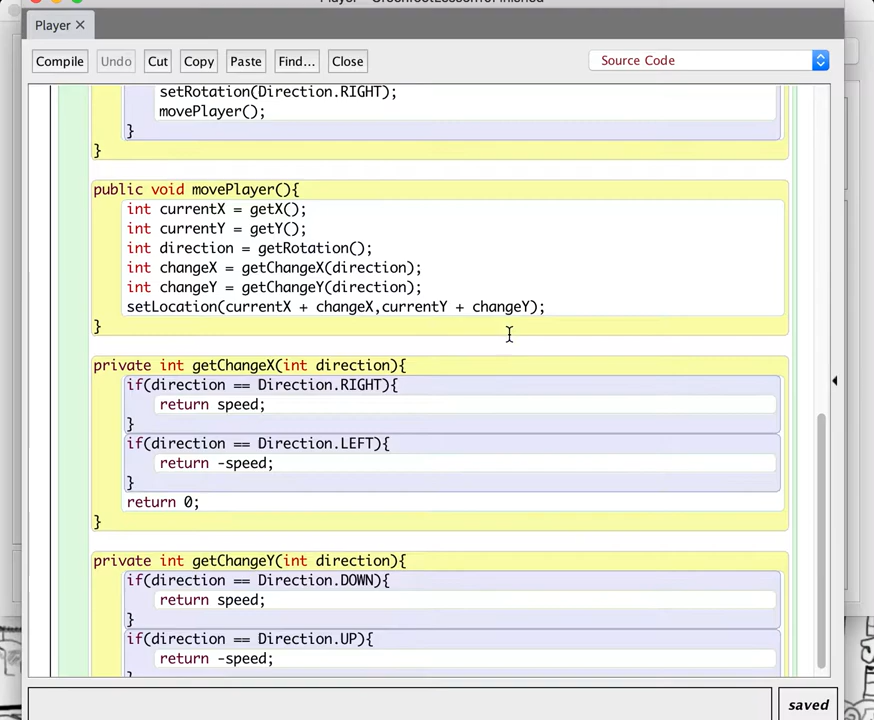 Player
Compile
Undo
Cut
Copy
Paste
Find...
Close
Source Code
setRotation(Direction.RIGHT);
movePlayer();
}
}
public void movePlayer(){
int currentX = getX();
int currentY = getY();
int direction = getRotation();
int changeX = getChangeX(direction);
int changeY = getChangeY(direction);
setLocation(currentX + changeX,currentY + changeY);
}
private int getChangeX(int direction){
if(direction == Direction.RIGHT){
return speed;
}
if(direction == Direction.LEFT){
return -speed;
}
return 0;
}
private int getChangeY(int direction){
if(direction == Direction.DOWN){
return speed;
}
if(direction == Direction.UP){
return -speed;
}
saved